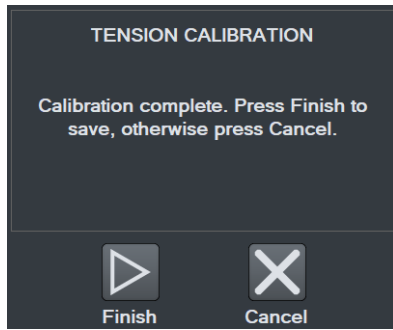 TENSION CALIBRATION
Calibration complete. Press Finish to
save, otherwise press Cancel.
Finish
Cancel